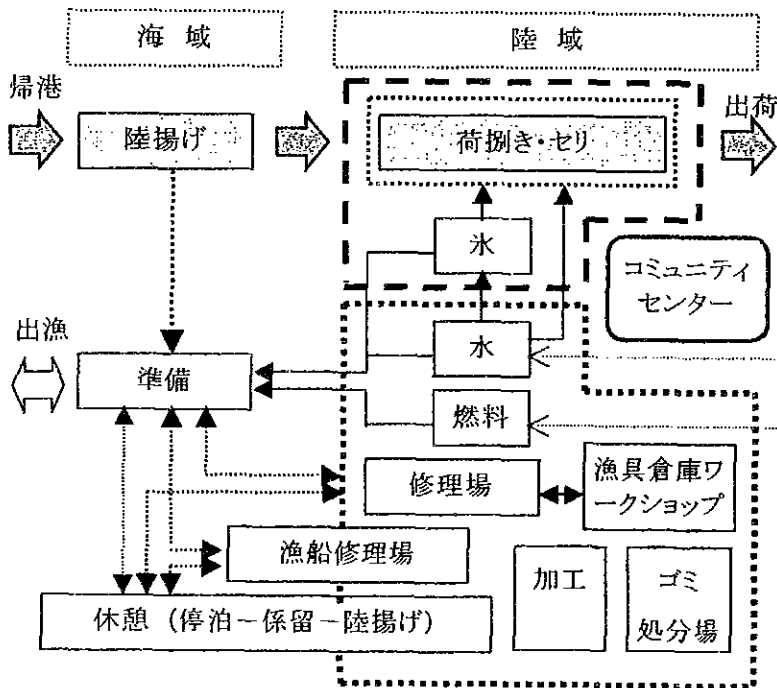 海 域
陸 域
帰港
陸揚げ
荷捌き・セリ
出荷
氷
コミュニティ
センター
出漁
水
準備
燃料
修理場
漁具倉庫ワ
ークショップ
漁船修理場
加工
ゴミ
処分場
休憩 (停泊－係留－陸揚げ)